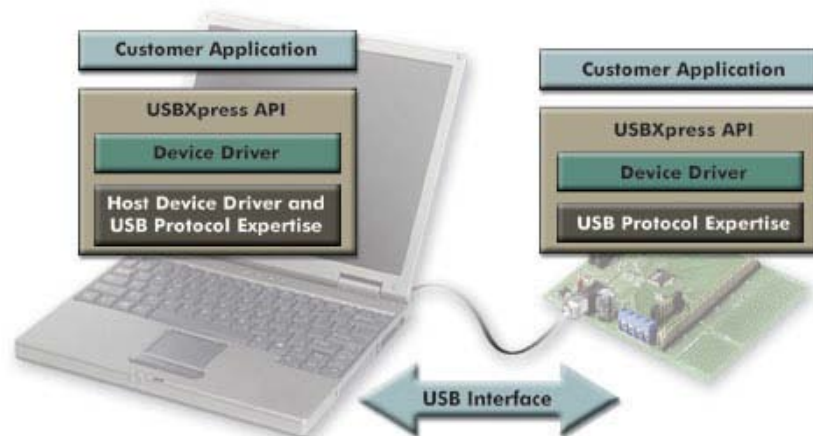 Customer Application
USBXpress API
Device Driver
Host Device Driver and
USB Protocol Expertise
Customer Application
USBXpress API
Device Driver
USB Protocol Expertise
USB Interface